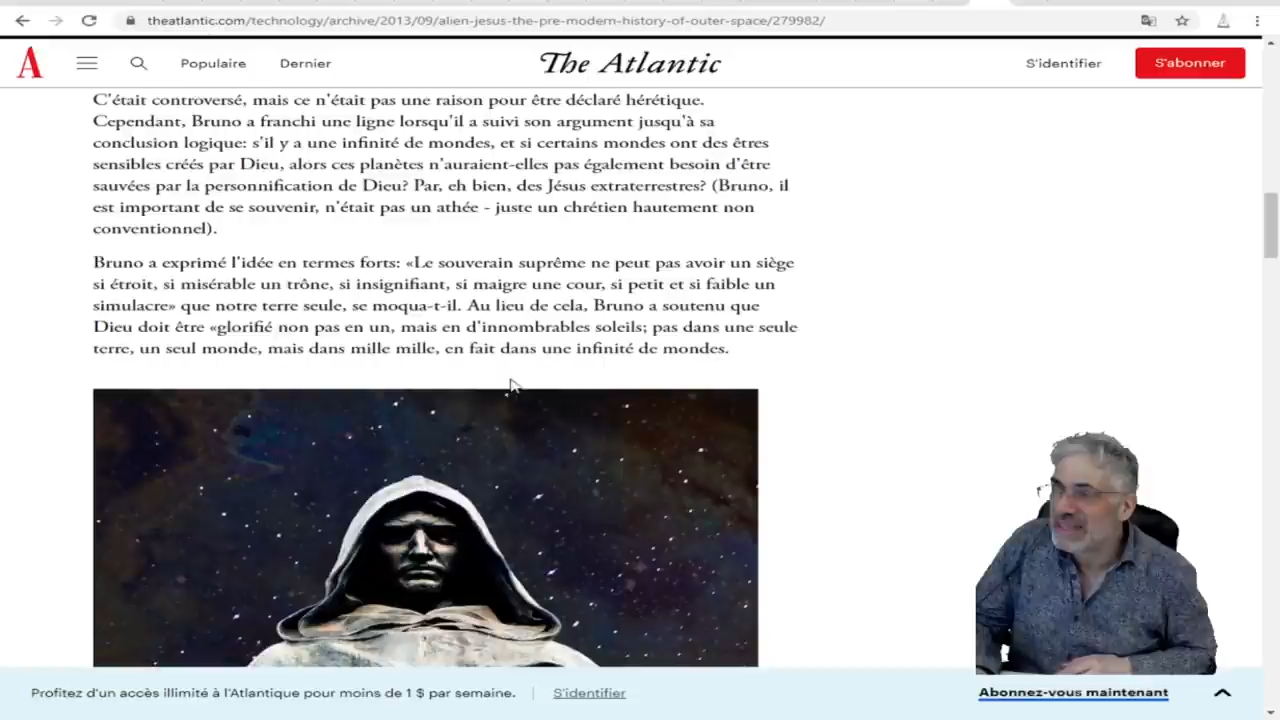 theatlantic.com/technology/archive/2013/09/alien-jesus-the-pre-modern-history-of-outer-space/279982/
A
Populaire
Dernier
The Atlantic
S'identifier
S'abonner
C'était controversé, mais ce n'était pas une raison pour être déclaré hérétique.
Cependant, Bruno a franchi une ligne lorsqu'il a suivi son argument jusqu'à sa
conclusion logique: s'il y a une infinité de mondes, et si certains mondes ont des êtres
sensibles créés par Dieu, alors ces planètes n'auraient-elles pas également besoin d'être
sauvées par la personnification de Dieu? Par, eh bien, des Jésus extraterrestres? (Bruno, il
est important de se souvenir, n'était pas un athée - juste un chrétien hautement non
conventionnel).
Bruno a exprimé l'idée en termes forts: «Le souverain suprême ne peut pas avoir un siège
si étroit, si misérable un trône, si insignifiant, si maigre une cour, si petit et si faible un
simulacre» que notre terre seule, se moqua-t-il. Au lieu de cela, Bruno a soutenu que
Dieu doit être «glorifié non pas en un, mais en d'innombrables soleils; pas dans une seule
terre, un seul monde, mais dans mille mille, en fait dans une infinité de mondes.
Profitez d'un accès illimité à l'Atlantique pour moins de 1 $ par semaine.
S'identifier
Abonnez-vous maintenant